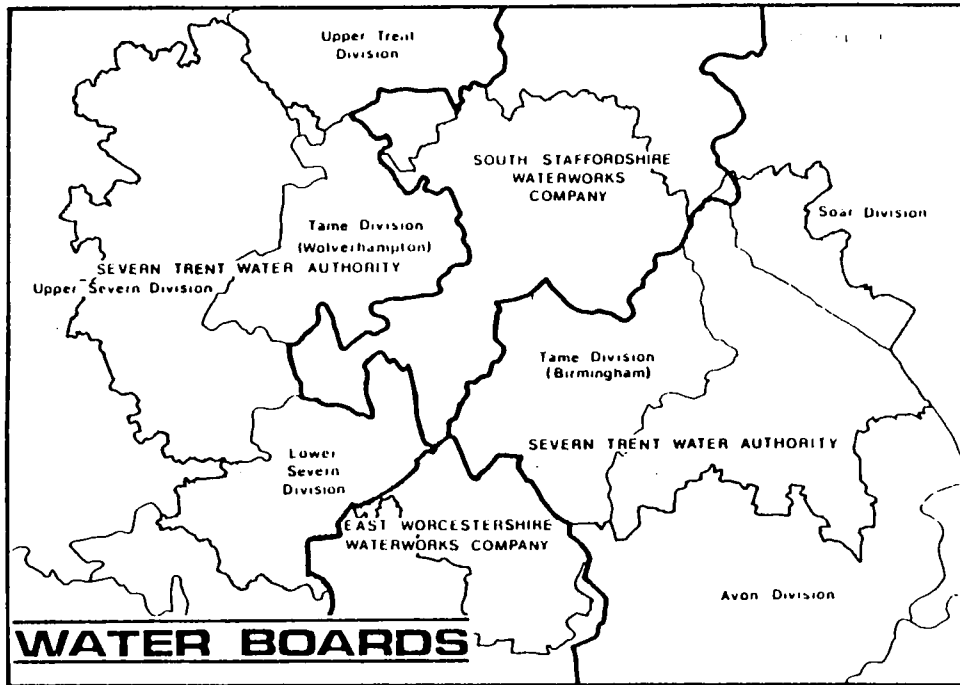 Upper Trent
Division
SOUTH STAFFORDSHIRE
WATERWORKS
COMPANY
Soar Division
Tame Division
(Wolverhampton)
SEVERN TRENT WATER AUTHORITY
Upper Severn Division
Tame Division
(Birmingham)
SEVERN TRENT WATER AUTHORITY
Lower
Severn
Division
EAST WORCESTERSHIRE
WATERWORKS COMPANY
Avon Division
WATER BOARDS